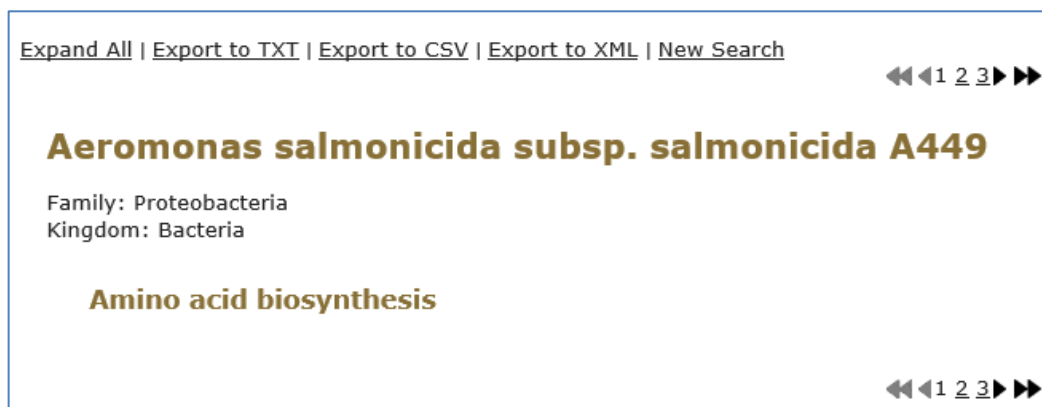 Expand All | Export to TXT | Export to CSV | Export to XML | New Search
1 2 3
Aeromonas salmonicida subsp. salmonicida A449
Family: Proteobacteria
Kingdom: Bacteria
Amino acid biosynthesis
1 2 3